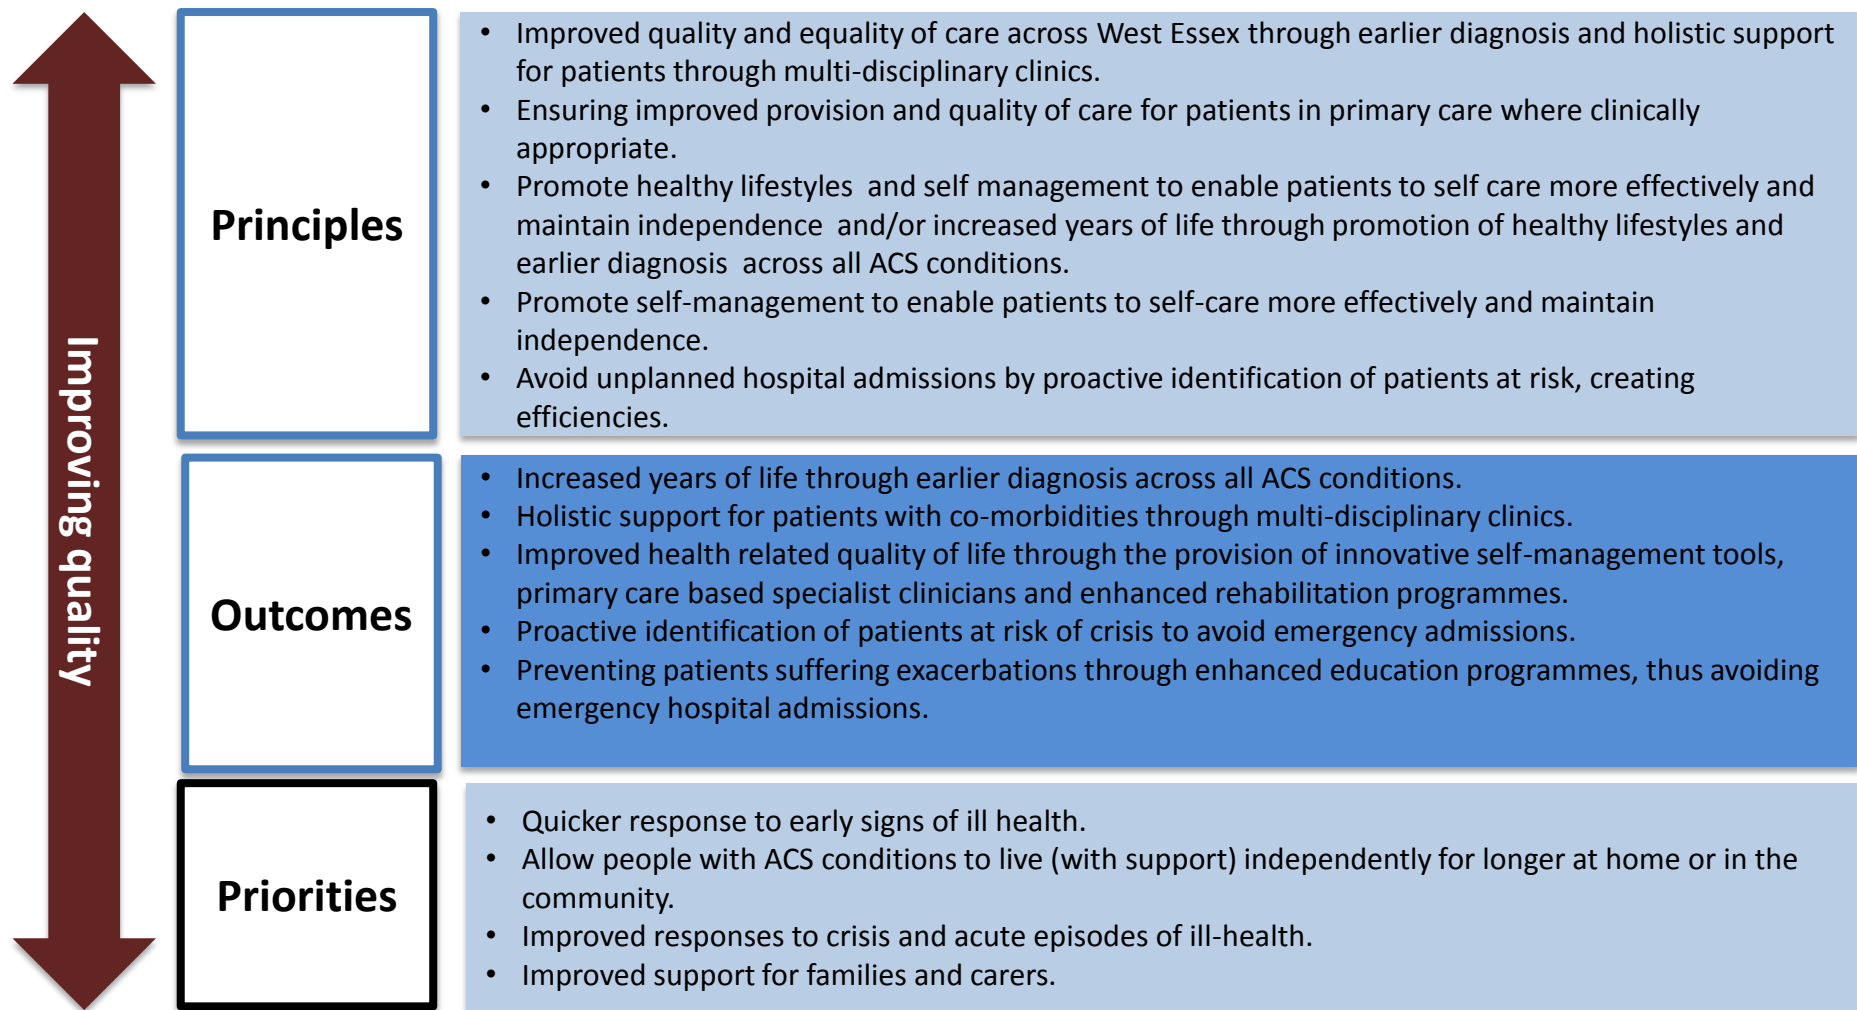 Improving quality
Principles
• Improved quality and equality of care across West Essex through earlier diagnosis and holistic support
for patients through multi-disciplinary clinics.
• Ensuring improved provision and quality of care for patients in primary care where clinically
appropriate.
• Promote healthy lifestyles  and self management to enable patients to self care more effectively and
maintain independence  and/or increased years of life through promotion of healthy lifestyles and
earlier diagnosis  across all ACS conditions.
• Promote self-management to enable patients to self-care more effectively and maintain
independence.
• Avoid unplanned hospital admissions by proactive identification of patients at risk, creating
efficiencies.
Outcomes
• Increased years of life through earlier diagnosis across all ACS conditions.
• Holistic support for patients with co-morbidities through multi-disciplinary clinics.
• Improved health related quality of life through the provision of innovative self-management tools,
primary care based specialist clinicians and enhanced rehabilitation programmes.
• Proactive identification of patients at risk of crisis to avoid emergency admissions.
• Preventing patients suffering exacerbations through enhanced education programmes, thus avoiding
emergency hospital admissions.
Priorities
• Quicker response to early signs of ill health.
• Allow people with ACS conditions to live (with support) independently for longer at home or in the
community.
• Improved responses to crisis and acute episodes of ill-health.
• Improved support for families and carers.